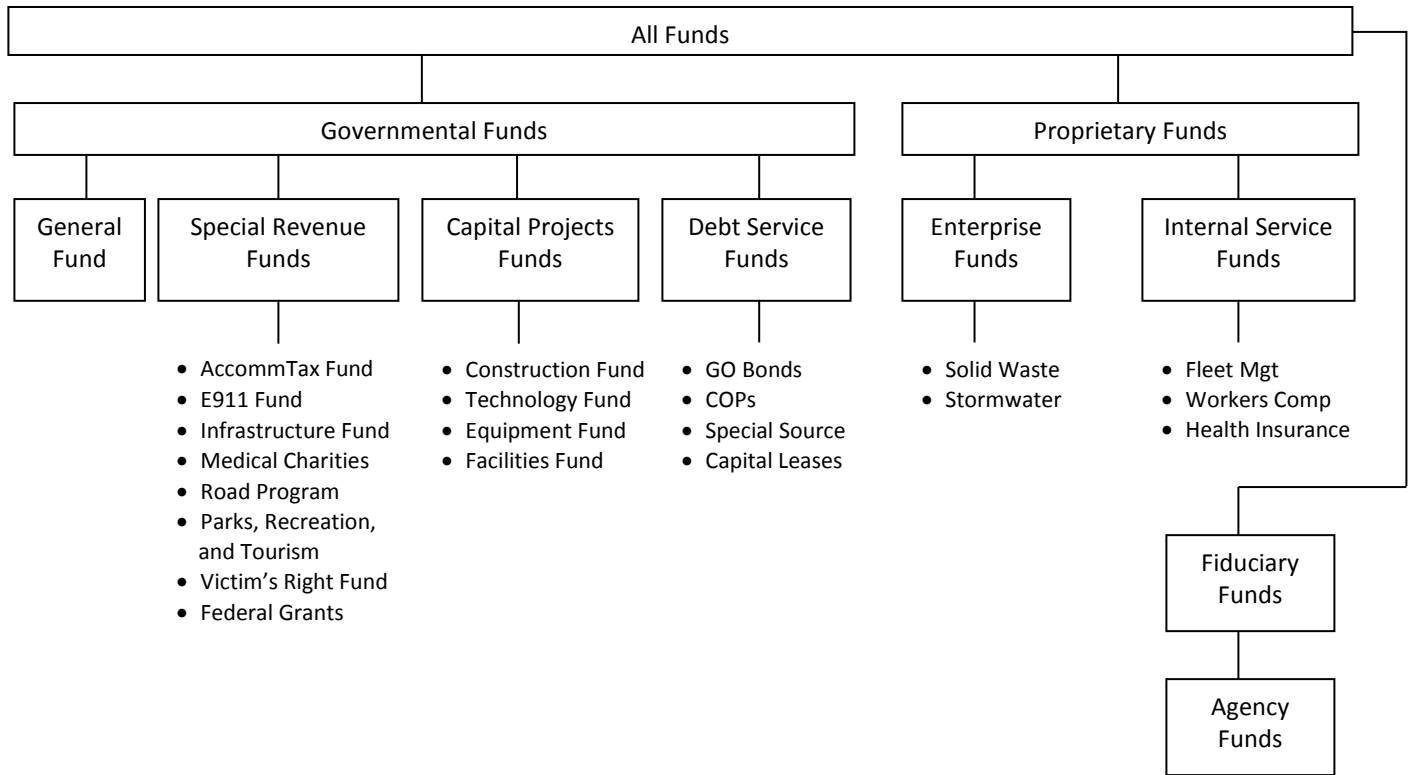 All Funds
Governmental Funds
Proprietary Funds
General
Fund
Special Revenue
Funds
Capital Projects
Funds
Debt Service
Funds
Enterprise
Funds
Internal Service
Funds
• AccommTax Fund
• E911 Fund
• Infrastructure Fund
• Medical Charities
• Road Program
• Parks, Recreation,
and Tourism
• Victim’s Right Fund
• Federal Grants
• Construction Fund
• Technology Fund
• Equipment Fund
• Facilities Fund
• GO Bonds
• COPs
• Special Source
• Capital Leases
• Solid Waste
• Stormwater
• Fleet Mgt
• Workers Comp
• Health Insurance
Fiduciary
Funds
Agency
Funds